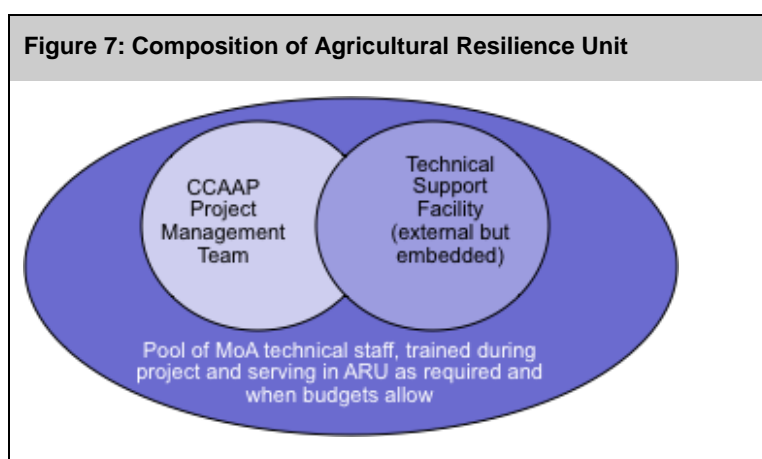 Figure 7: Composition of Agricultural Resilience Unit
CCAAP
Project
Management
Team
Technical
Support
Facility
(external but
embedded)
Pool of MoA technical staff, trained during
project and serving in ARU as required and
when budgets allow